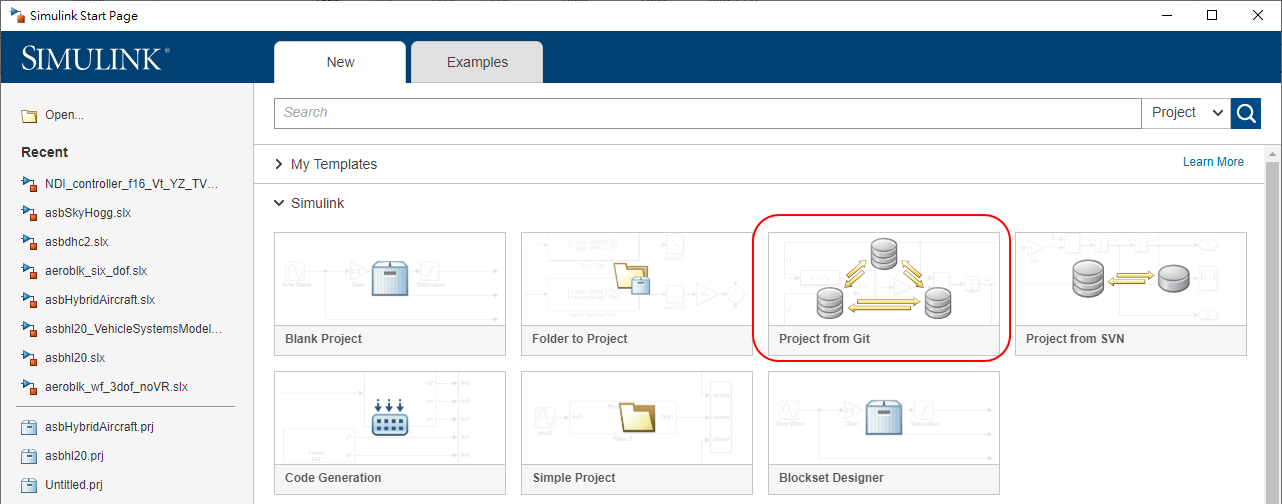 Simulink Start Page
SIMULINK®
New
Examples
Open...
Recent
NDI_controller_f16_Vt_YZ_TV...
asbSkyHogg.slx
asbdhc2.slx
aeroblk_six_dof.slx
asbHybridAircraft.slx
asbhl20_VehicleSystemsModel...
asbhl20.slx
aeroblk_wf_3dof_noVR.slx
asbHybridAircraft.prj
asbhl20.prj
Untitled.prj
Search
Project
My Templates
Learn More
Simulink
Blank Project
Folder to Project
Project from Git
Project from SVN
Code Generation
Simple Project
Blockset Designer